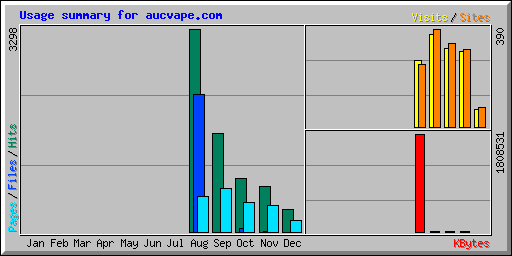 Usage summary for aucvape.com
Visits/Sites
3298
390
Pages/Files/Hits
1808531
Jan Feb Mar Apr May Jun Jul Aug Sep Oct Nov Dec
KBytes